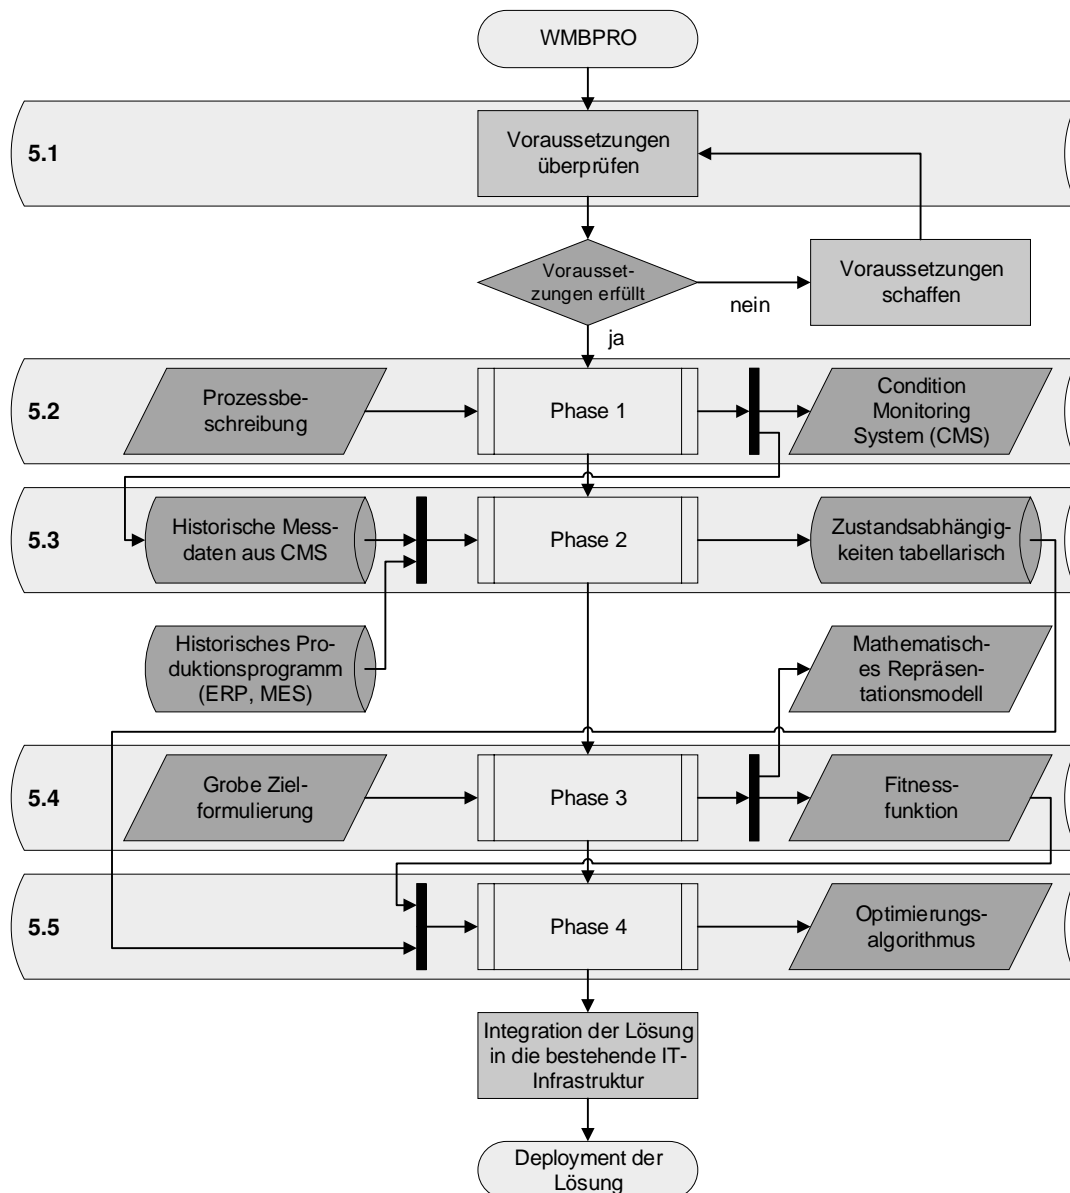 WMBPRO
5.1
Voraussetzungen
überprüfen
Voraussetzungen
schaffen
Vorausset-
zungen erfüllt
nein
ja
5.2
Prozessbe-
schreibung
Phase 1
Condition
Monitoring
System (CMS)
5.3
Historische Mess-
daten aus CMS
Phase 2
Zustandsabhängig-
keiten tabellarisch
Historisches Pro-
duktionsprogramm
(ERP, MES)
Mathematisch-
es Repräsen-
tationsmodell
5.4
Grobe Ziel-
formulierung
Phase 3
Fitness-
funktion
5.5
Phase 4
Optimierungs-
algorithmus
Integration der Lösung
in die bestehende IT-
Infrastruktur
Deployment der
Lösung